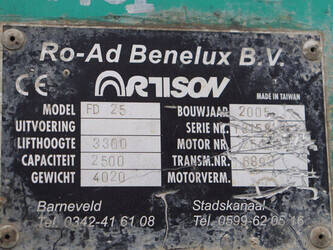 Ro-Ad Benelux B.V.
CE ARTISON MADE IN TAIWAN
MODEL FD 25 BOUWJAAR 2005
UITVOERING SERIE NR.
LIFTHOOGTE 3300 MOTOR NR.
CAPACITEIT 2500 TRANSM.NR.
GEWICHT 4020 MOTORVERM.
Barneveld Stadskanaal
Tel. 0342-41 61 08 Tel. 0599-62 05 16